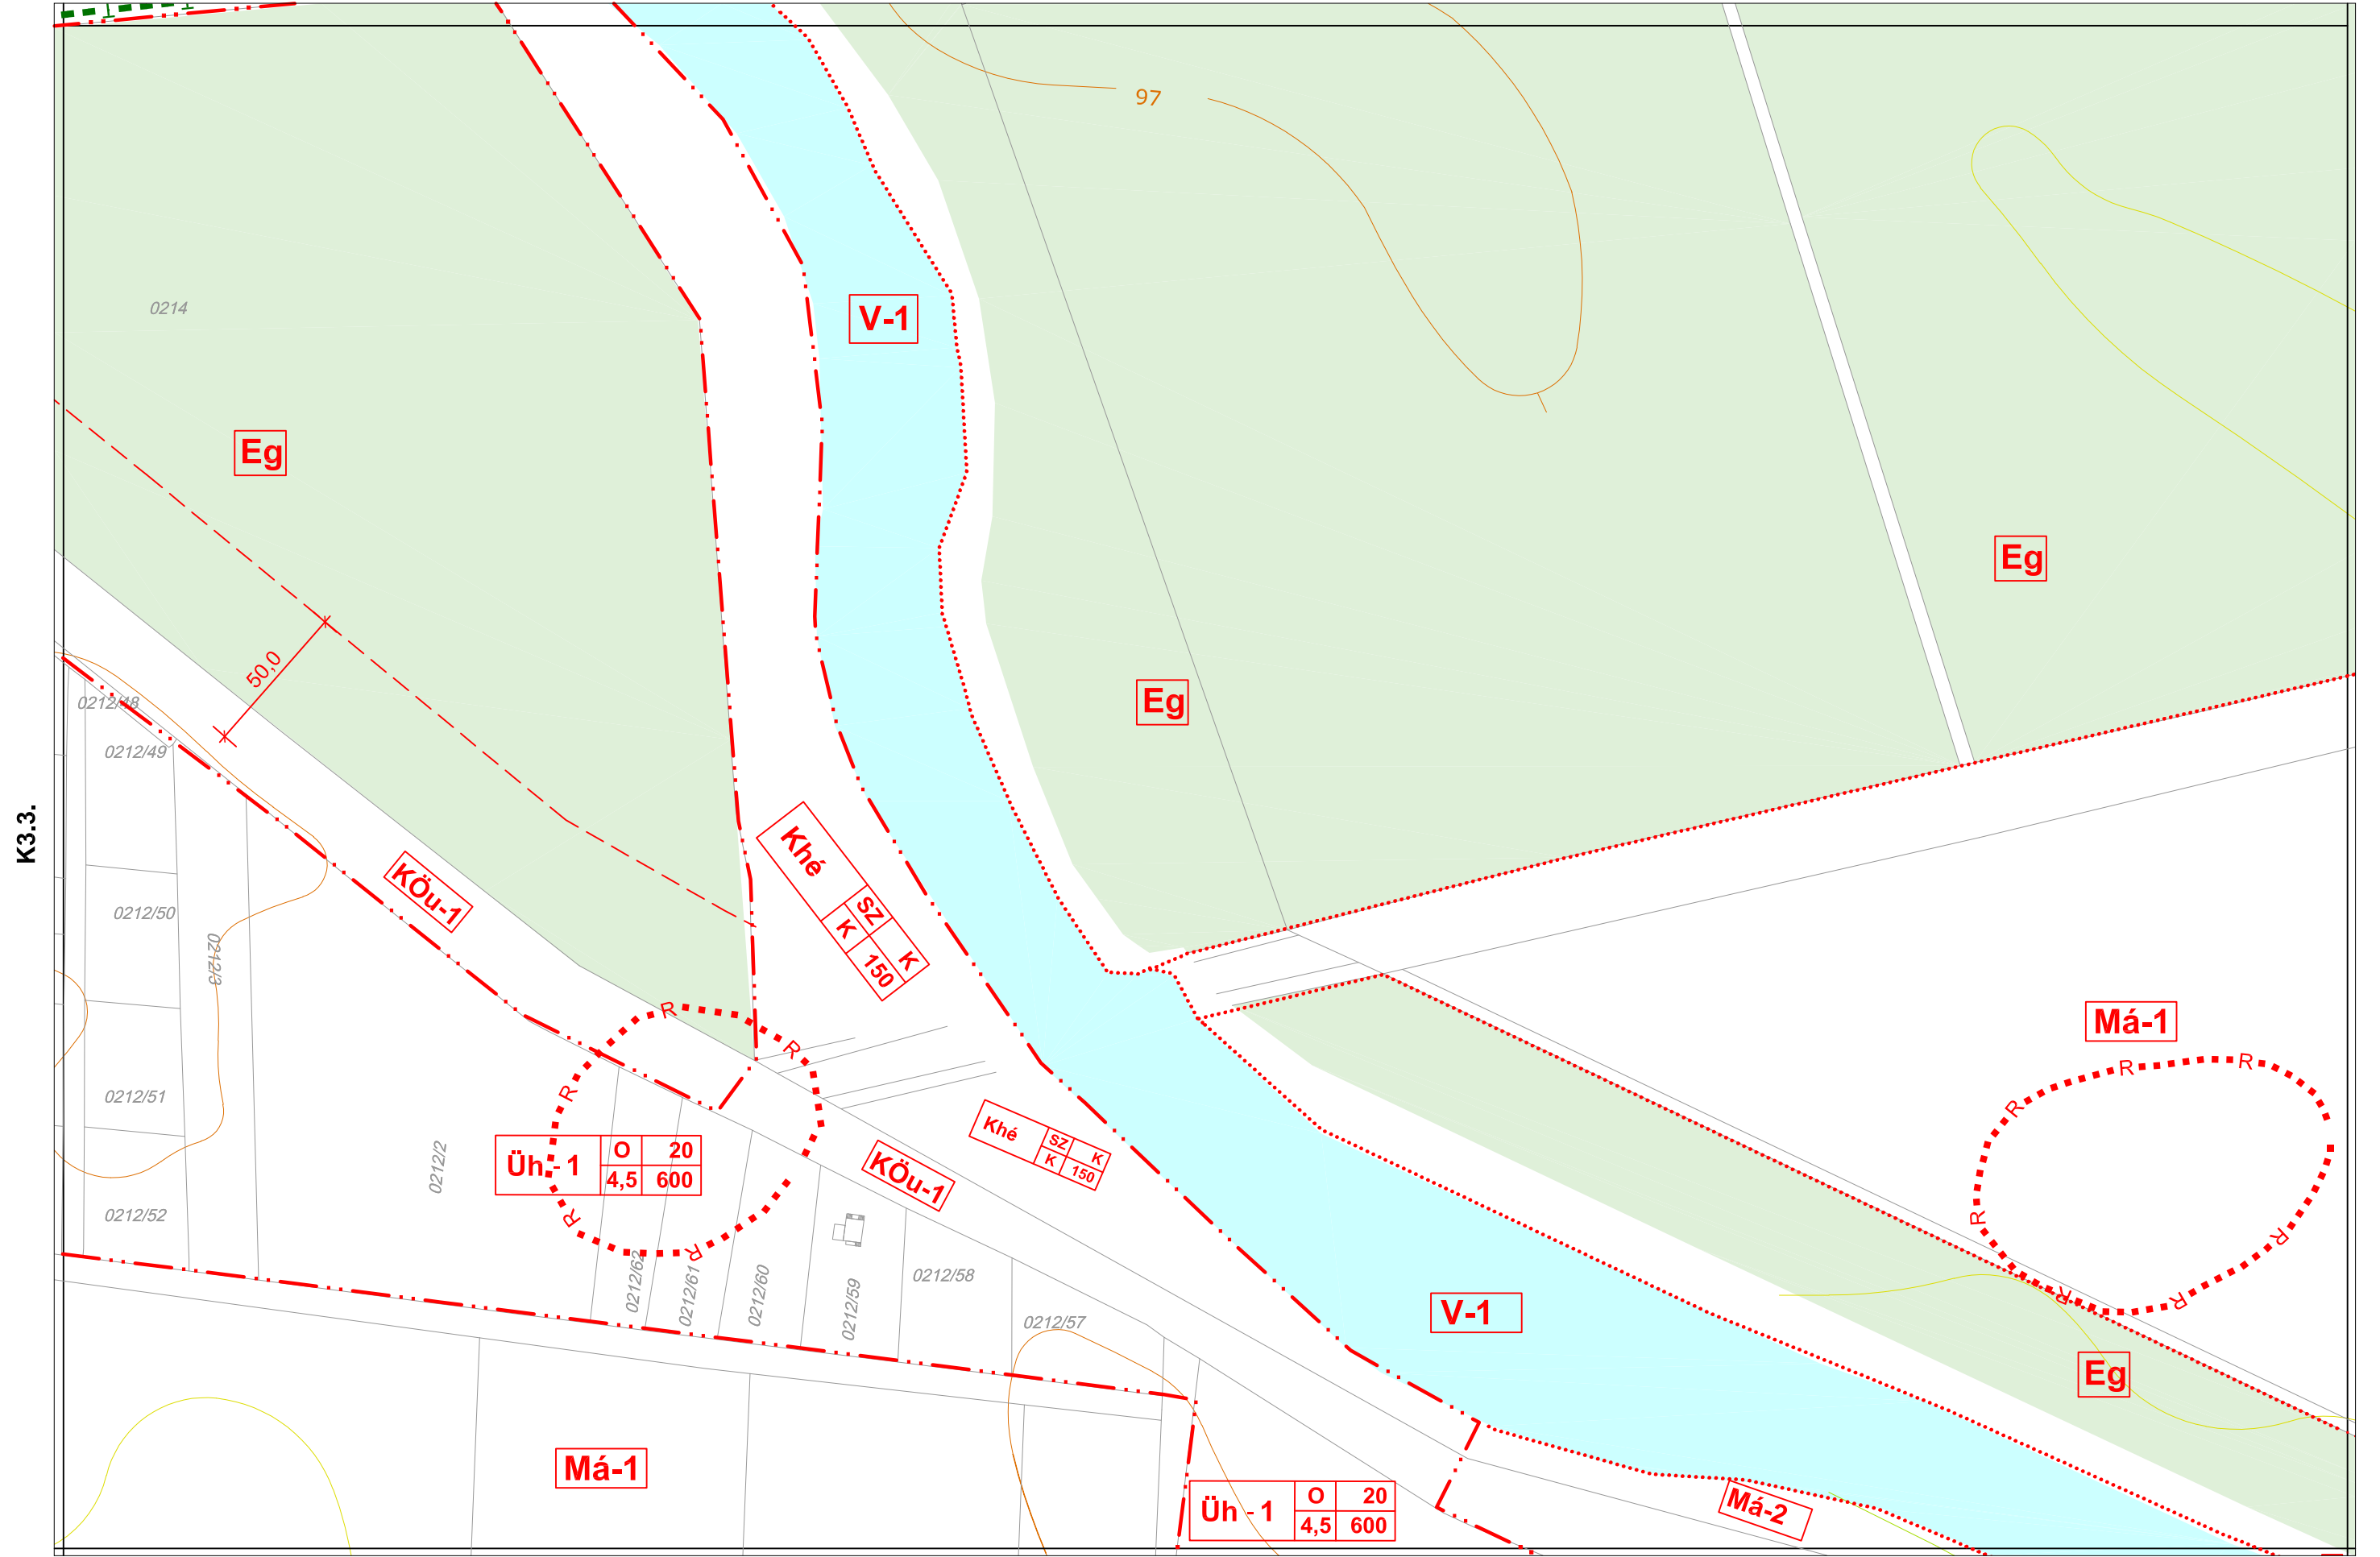 97
0214
V-1
Eg
Eg
50,0
Eg
0212/48
0212/49
K3.3.
Khé
SZ K
K 150
KÖu-1
0212/50
0212/3
R
R
R
R
R
Má-1
R
R
R
R
R
R
R
0212/51
Khé
SZ K
K 150
0212/2
Üh - 1
O 20
4,5 600
KÖu-1
0212/52
0212/62
0212/61
0212/60
0212/59
0212/58
0212/57
V-1
Eg
Má-1
Üh - 1
O 20
4,5 600
Má-2